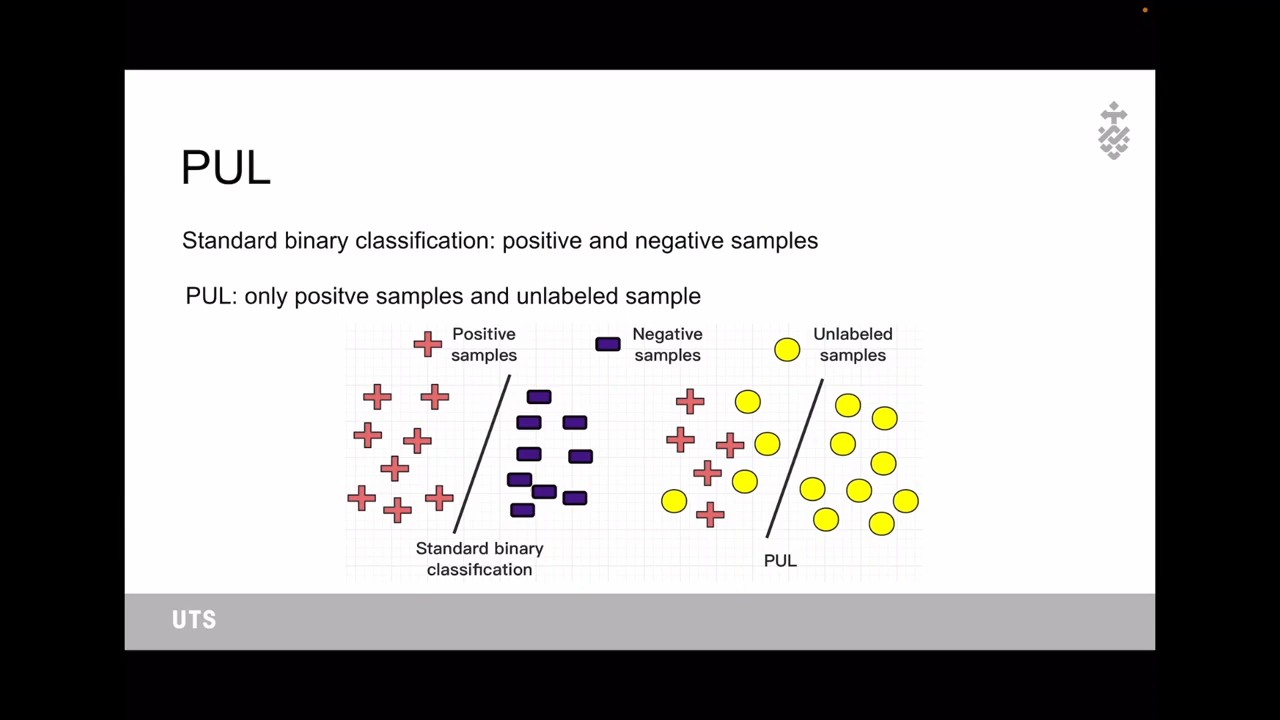 PUL
Standard binary classification: positive and negative samples
PUL: only positve samples and unlabeled sample
Positive
samples
Negative
samples
Unlabeled
samples
Standard binary
classification
PUL
UTS